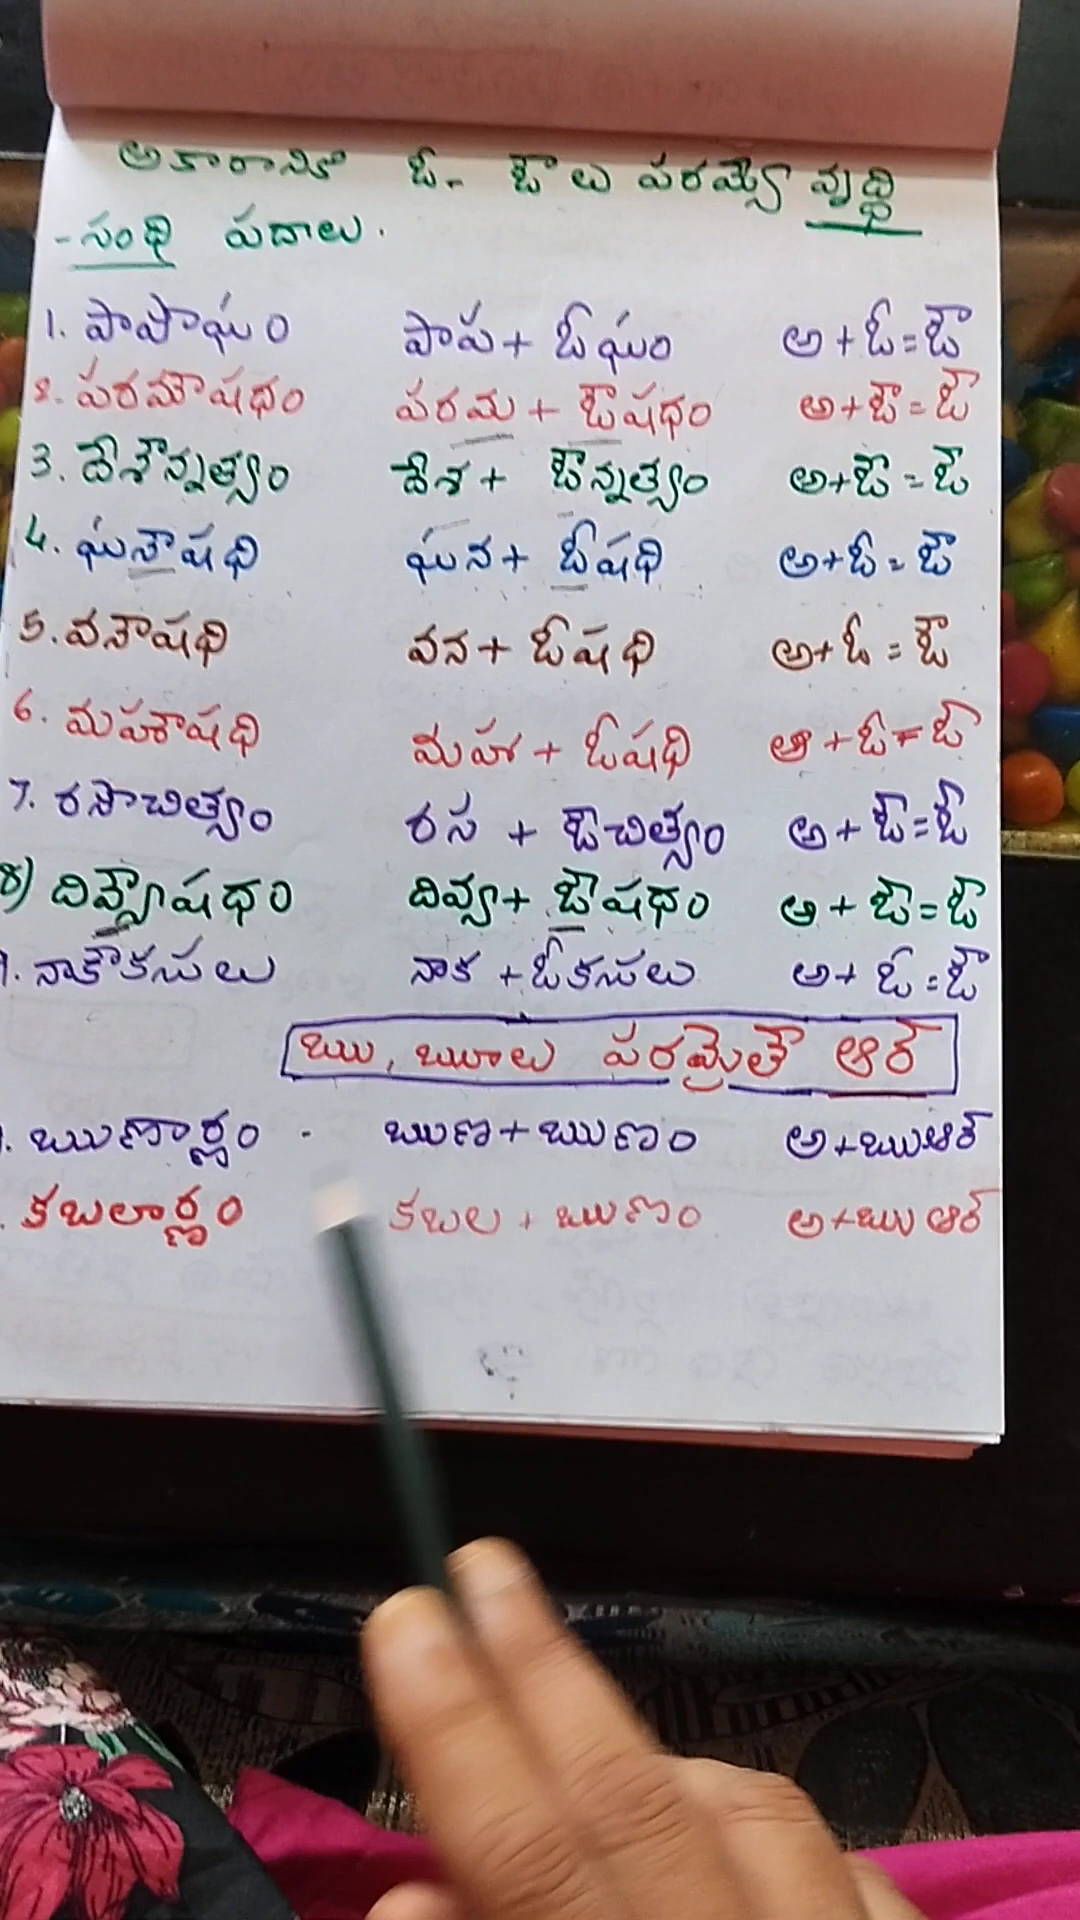 అకారానికి ఓ- ఔ లు పరమైన వృద్ధి
- సంధి పదాలు.
1. పాపౌఘం పాప + ఓఘం అ + ఓ = ఔ
2. పరమౌషధం పరమ + ఔషధం అ + ఔ = ఔ
3. దేశౌన్నత్యం దేశ + ఔన్నత్యం అ + ఔ = ఔ
4. ఘనౌషధి ఘన + ఓషధి అ + ఓ = ఔ
5. వనౌషధి వన + ఓషధి అ + ఓ = ఔ
6. మహౌషధి మహా + ఓషధి ఆ + ఓ = ఔ
7. రసౌచిత్యం రస + ఔచిత్యం అ + ఔ = ఔ
8) దివ్యౌషధం దివ్య + ఔషధం అ + ఔ = ఔ
9. నాకౌకసులు నాక + ఓకసులు అ + ఓ = ఔ
ఋ, ౠలు పరమైతే ఆర్
. ఋణార్ణం - ఋణ + ఋణం అ + ఋ ఆర్
. కబలార్ణం కబల + ఋణం అ + ఋ ఆర్